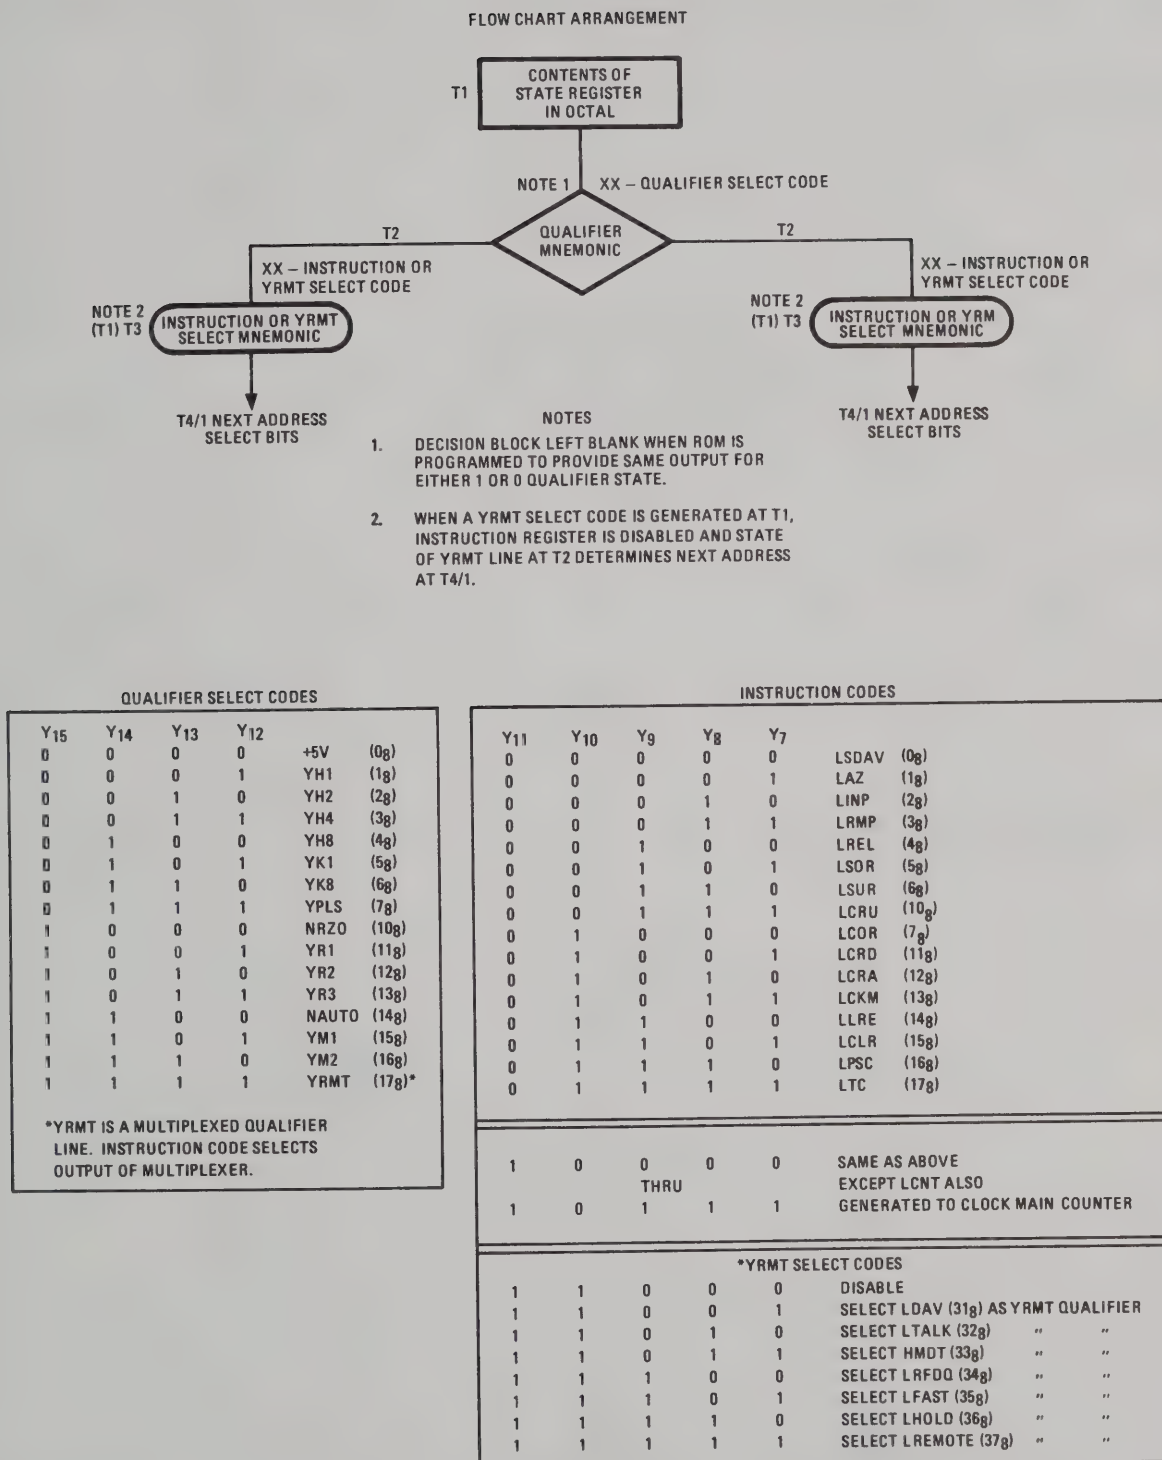 FLOW CHART ARRANGEMENT
T1
CONTENTS OF
STATE REGISTER
IN OCTAL
NOTE 1
XX – QUALIFIER SELECT CODE
QUALIFIER
MNEMONIC
T2
T2
XX – INSTRUCTION OR
YRMT SELECT CODE
NOTE 2
(T1) T3
INSTRUCTION OR YRMT
SELECT MNEMONIC
T4/1 NEXT ADDRESS
SELECT BITS
XX – INSTRUCTION OR
YRMT SELECT CODE
NOTE 2
(T1) T3
INSTRUCTION OR YRM
SELECT MNEMONIC
T4/1 NEXT ADDRESS
SELECT BITS
NOTES
1. DECISION BLOCK LEFT BLANK WHEN ROM IS
PROGRAMMED TO PROVIDE SAME OUTPUT FOR
EITHER 1 OR 0 QUALIFIER STATE.
2. WHEN A YRMT SELECT CODE IS GENERATED AT T1,
INSTRUCTION REGISTER IS DISABLED AND STATE
OF YRMT LINE AT T2 DETERMINES NEXT ADDRESS
AT T4/1.
QUALIFIER SELECT CODES
Y15 Y14 Y13 Y12
0 0 0 0 +5V (08)
0 0 0 1 YH1 (18)
0 0 1 0 YH2 (28)
0 0 1 1 YH4 (38)
0 1 0 0 YH8 (48)
0 1 0 1 YK1 (58)
0 1 1 0 YK8 (68)
0 1 1 1 YPLS (78)
1 0 0 0 NRZO (108)
1 0 0 1 YR1 (118)
1 0 1 0 YR2 (128)
1 0 1 1 YR3 (138)
1 1 0 0 NAUTO (148)
1 1 0 1 YM1 (158)
1 1 1 0 YM2 (168)
1 1 1 1 YRMT (178)*
*YRMT IS A MULTIPLEXED QUALIFIER
LINE. INSTRUCTION CODE SELECTS
OUTPUT OF MULTIPLEXER.
INSTRUCTION CODES
Y11 Y10 Y9 Y8 Y7
0 0 0 0 0 LSDAV (08)
0 0 0 0 1 LAZ (18)
0 0 0 1 0 LINP (28)
0 0 0 1 1 LRMP (38)
0 0 1 0 0 LREL (48)
0 0 1 0 1 LSOR (58)
0 0 1 1 0 LSUR (68)
0 0 1 1 1 LCRU (108)
0 1 0 0 0 LCOR (78)
0 1 0 0 1 LCRD (118)
0 1 0 1 0 LCRA (128)
0 1 0 1 1 LCKM (138)
0 1 1 0 0 LLRE (148)
0 1 1 0 1 LCLR (158)
0 1 1 1 0 LPSC (168)
0 1 1 1 1 LTC (178)
1 0 0 0 0 SAME AS ABOVE
THRU EXCEPT LCNT ALSO
1 0 1 1 1 GENERATED TO CLOCK MAIN COUNTER
*YRMT SELECT CODES
1 1 0 0 0 DISABLE
1 1 0 0 1 SELECT LDAV (318) AS YRMT QUALIFIER
1 1 0 1 0 SELECT LTALK (328) " "
1 1 0 1 1 SELECT HMDT (338) " "
1 1 1 0 0 SELECT LRFDQ (348) " "
1 1 1 0 1 SELECT LFAST (358) " "
1 1 1 1 0 SELECT LHOLD (368) " "
1 1 1 1 1 SELECT LREMOTE (378) " "